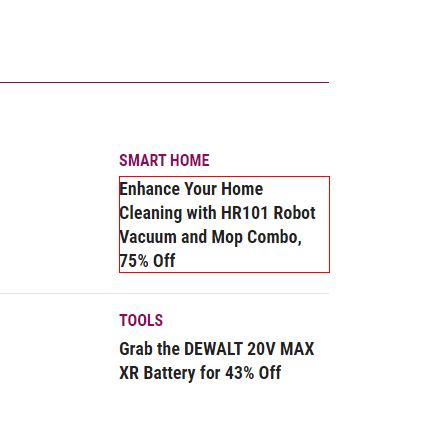 SMART HOME
Enhance Your Home
Cleaning with HR101 Robot
Vacuum and Mop Combo,
75% Off
TOOLS
Grab the DEWALT 20V MAX
XR Battery for 43% Off